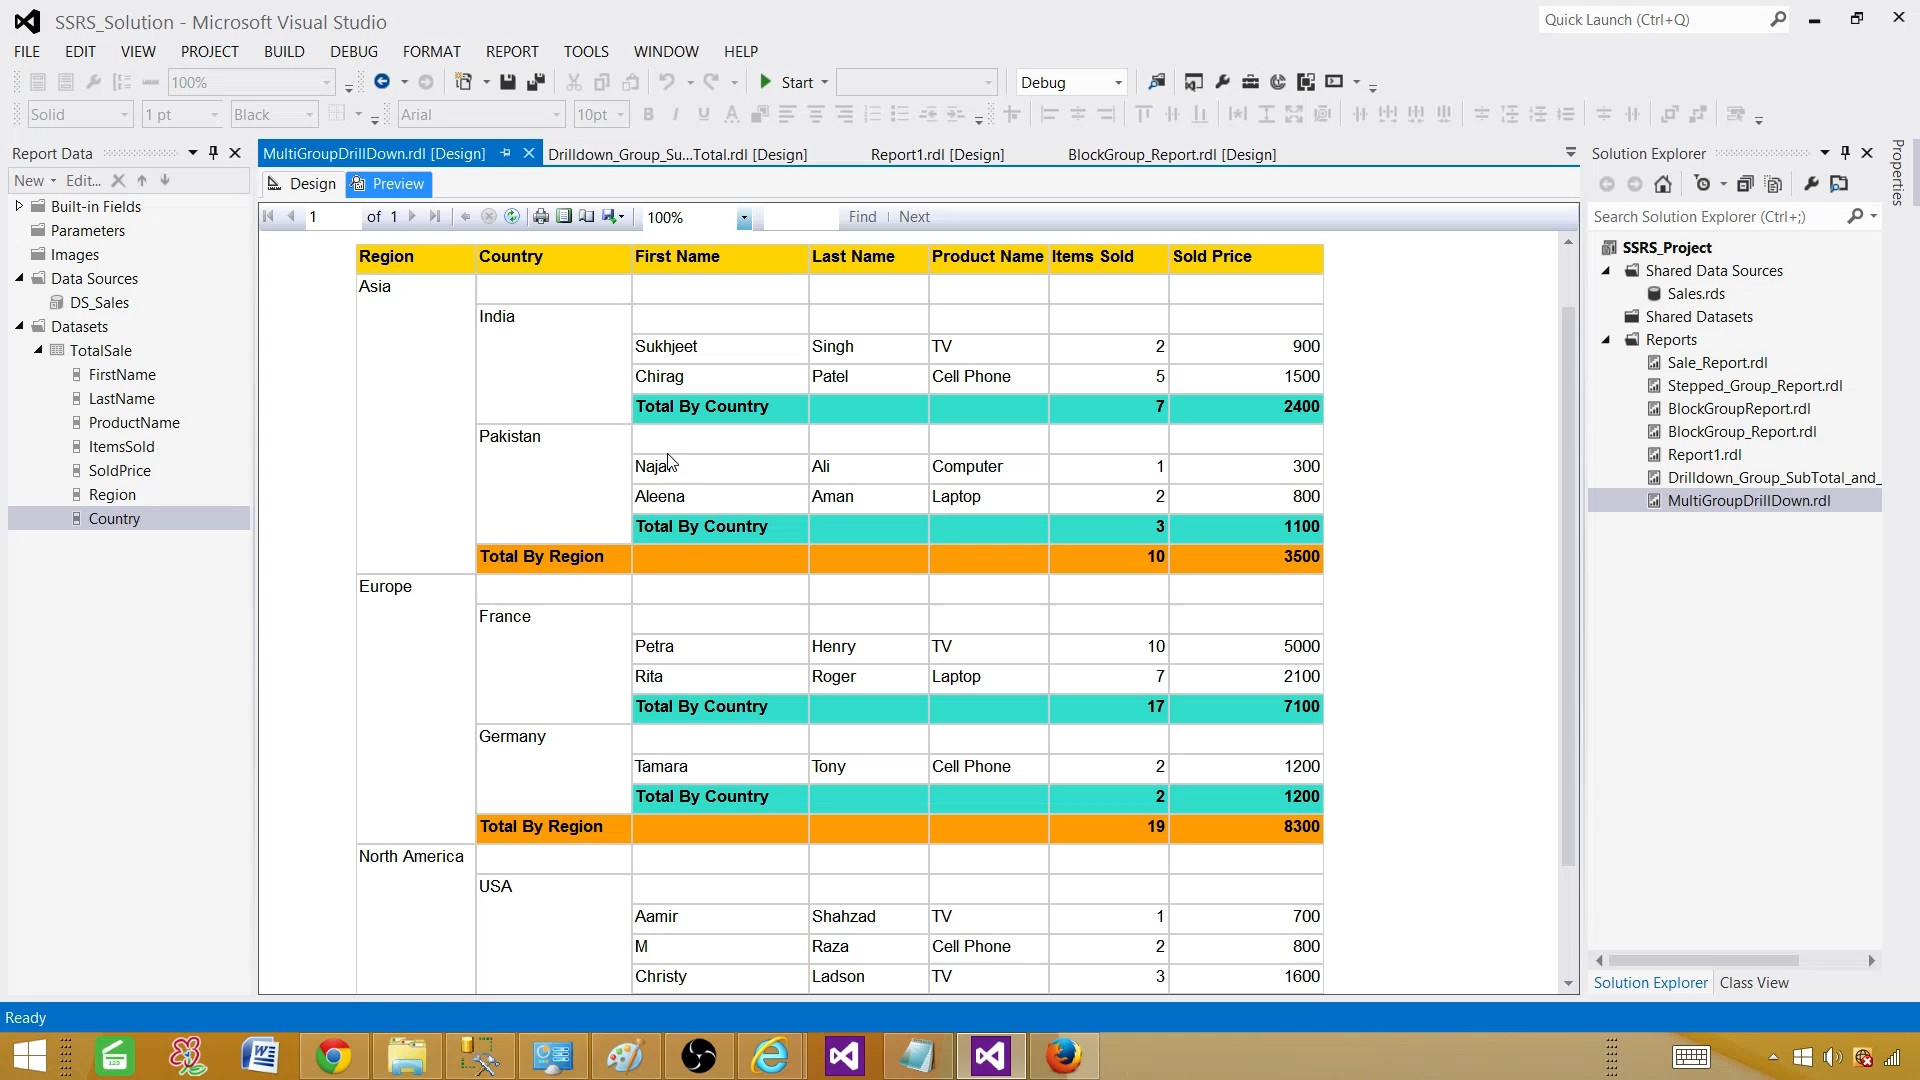 SSRS_Solution - Microsoft Visual Studio
Quick Launch (Ctrl+Q)
FILE EDIT VIEW PROJECT BUILD DEBUG FORMAT REPORT TOOLS WINDOW HELP
100% Start Debug
Solid 1 pt Black Arial 10pt B I U A
Report Data
MultiGroupDrillDown.rdl [Design] Drilldown_Group_Su...Total.rdl [Design] Report1.rdl [Design] BlockGroup_Report.rdl [Design]
Solution Explorer
Properties
New Edit...
Design Preview
1 of 1 100% Find | Next
Search Solution Explorer (Ctrl+;)
Built-in Fields
Parameters
Images
Data Sources
DS_Sales
Datasets
TotalSale
FirstName
LastName
ProductName
ItemsSold
SoldPrice
Region
Country
Region Country First Name Last Name Product Name Items Sold Sold Price
Asia
India
Sukhjeet Singh TV 2 900
Chirag Patel Cell Phone 5 1500
Total By Country 7 2400
Pakistan
Ali Computer 1 300
Aleena Aman Laptop 2 800
Total By Country 3 1100
Total By Region 10 3500
Europe
France
Petra Henry TV 10 5000
Rita Roger Laptop 7 2100
Total By Country 17 7100
Germany
Tamara Tony Cell Phone 2 1200
Total By Country 2 1200
Total By Region 19 8300
North America
USA
Aamir Shahzad TV 1 700
M Raza Cell Phone 2 800
Christy Ladson TV 3 1600
SSRS_Project
Shared Data Sources
Sales.rds
Shared Datasets
Reports
Sale_Report.rdl
Stepped_Group_Report.rdl
BlockGroupReport.rdl
BlockGroup_Report.rdl
Report1.rdl
Drilldown_Group_SubTotal_and_
MultiGroupDrillDown.rdl
Solution Explorer Class View
Ready